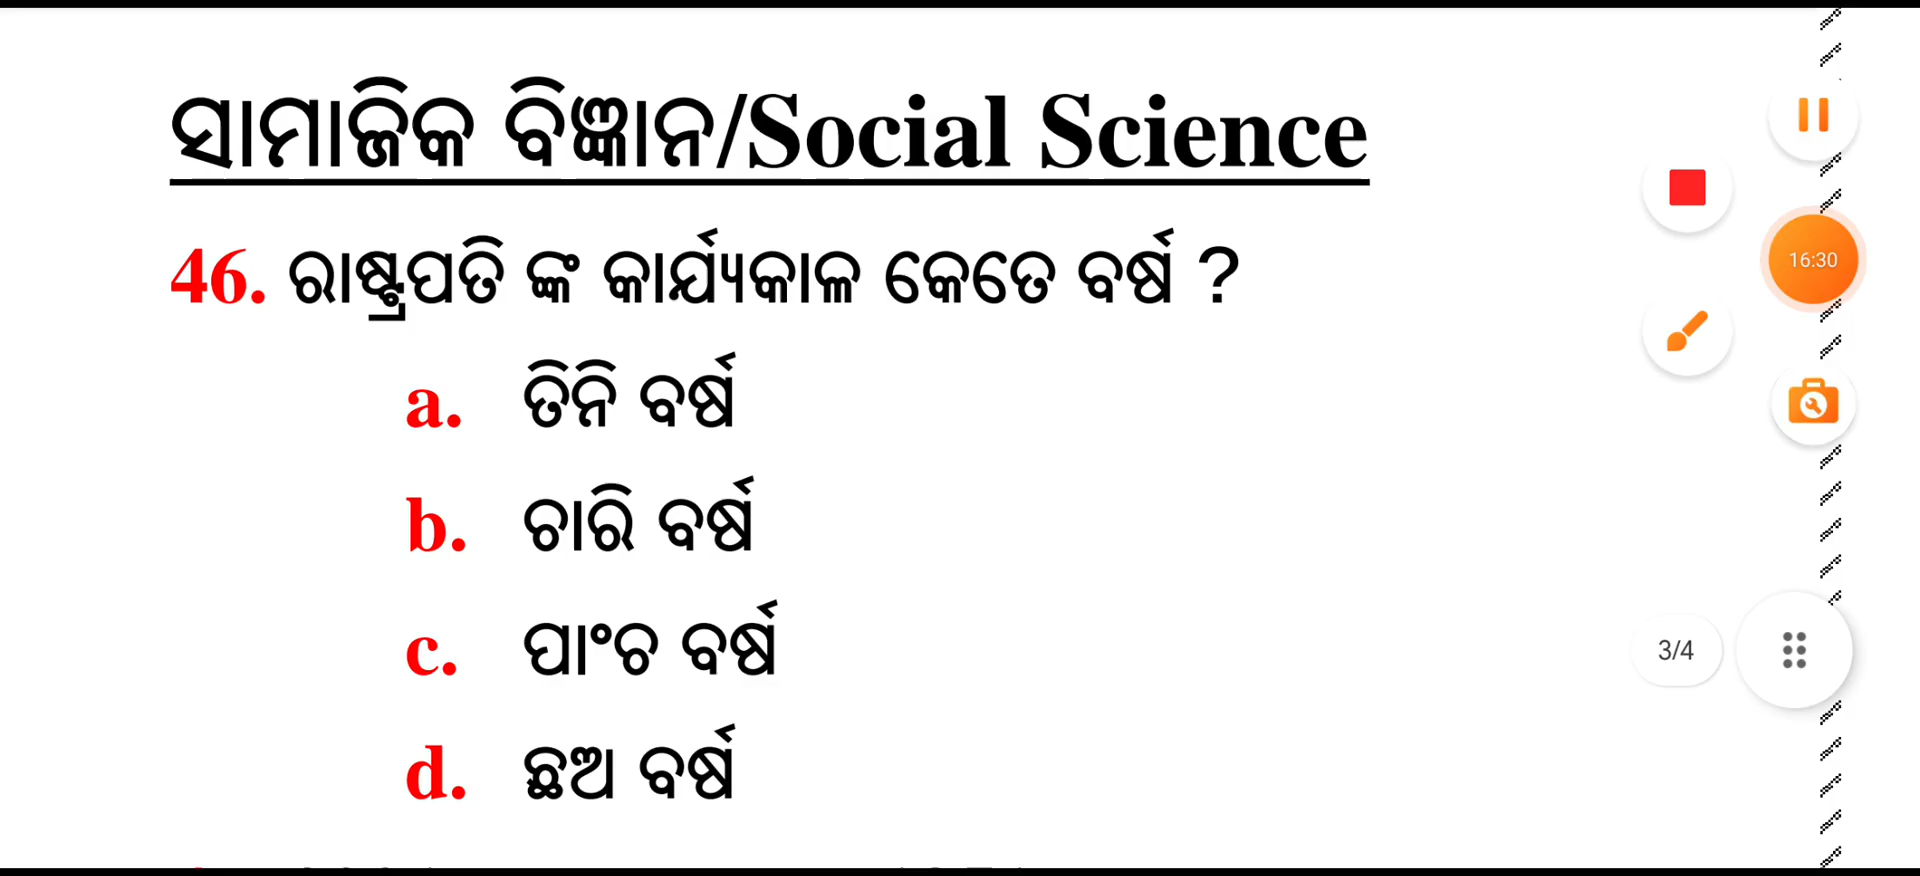 ସାମାଜିକ ବିଜ୍ଞାନ/Social Science
46. ରାଷ୍ଟ୍ରପତି ଙ୍କ କାର୍ଯ୍ୟକାଳ କେତେ ବର୍ଷ ?
16:30
a. ତିନି ବର୍ଷ
b. ଚାରି ବର୍ଷ
c. ପାଂଚ ବର୍ଷ
3/4
d. ଛଅ ବର୍ଷ